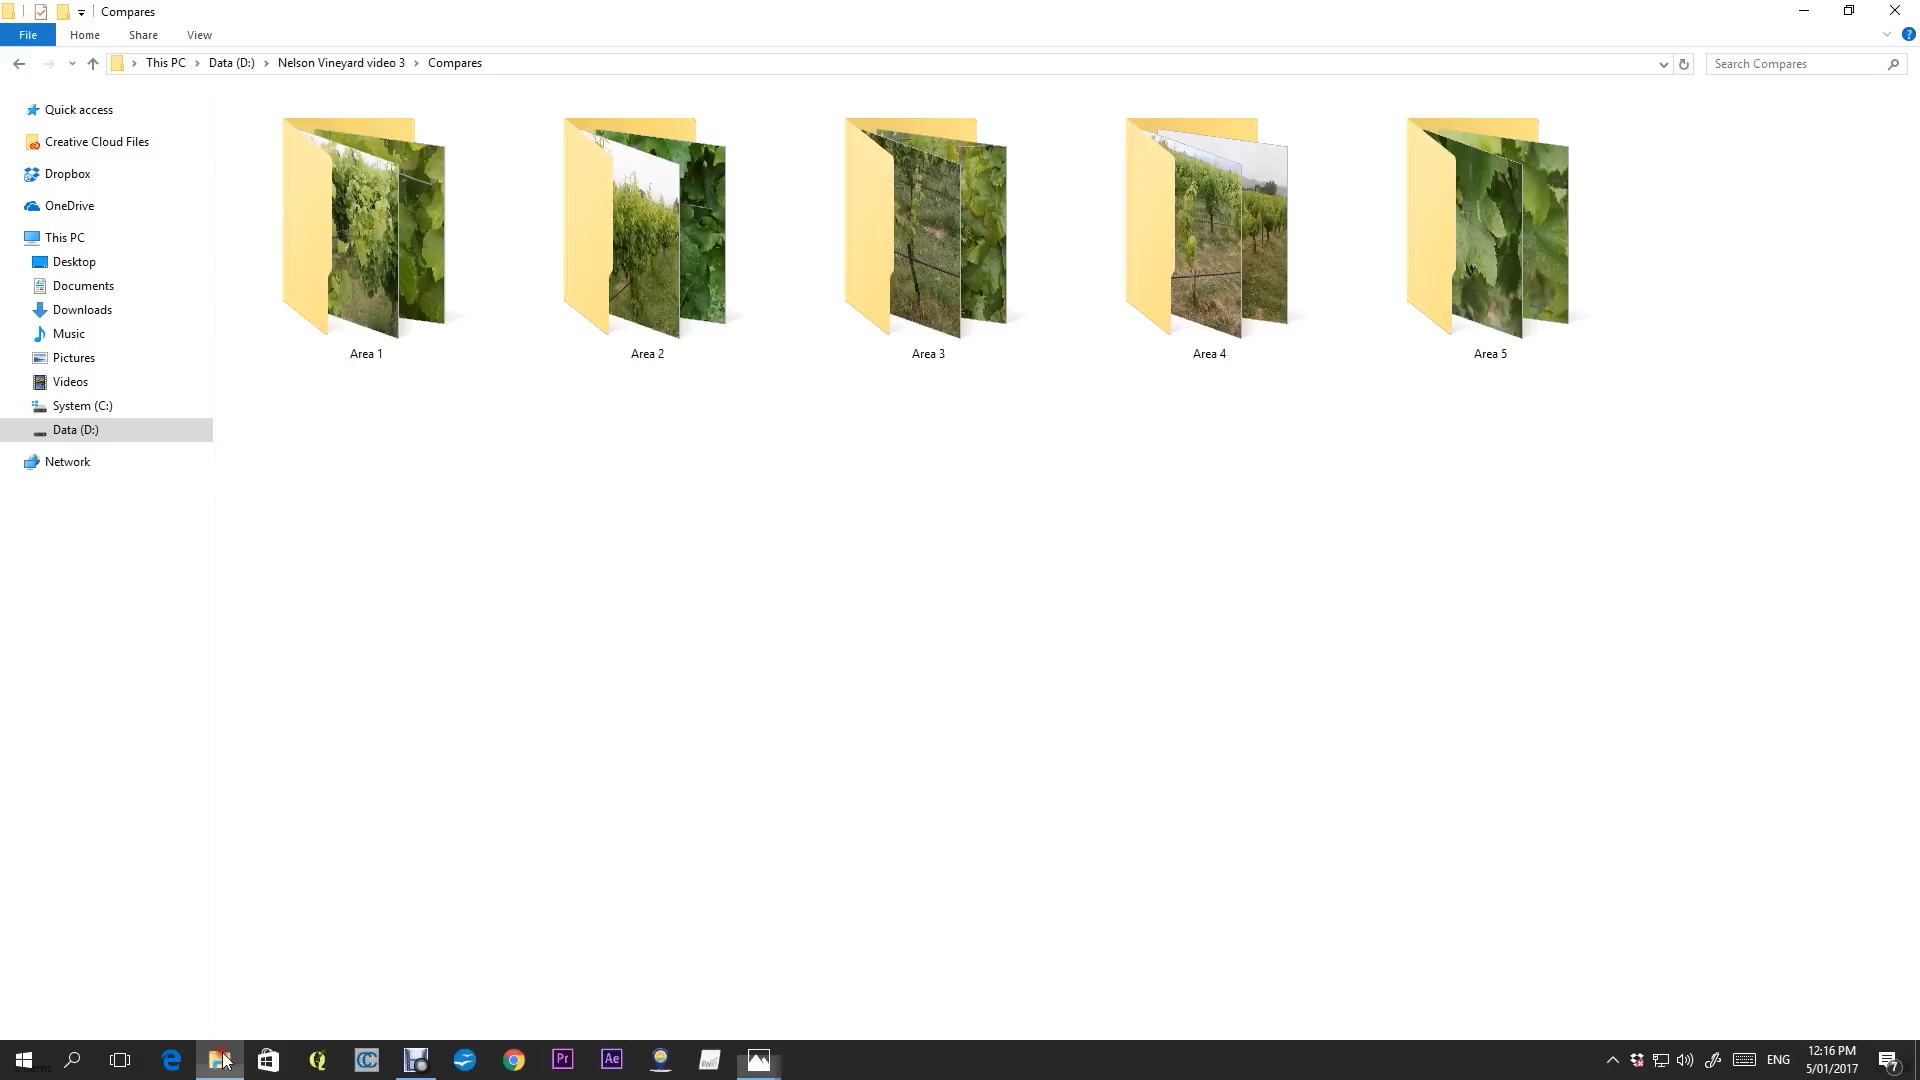 Compares
File Home Share View
This PC Data (D:) Nelson Vineyard video 3 Compares
Search Compares
Quick access
Creative Cloud Files
Dropbox
OneDrive
This PC
Desktop
Documents
Downloads
Music
Pictures
Videos
System (C:)
Data (D:)
Network
Area 1 Area 2 Area 3 Area 4 Area 5
Pr Ae
ENG
12:16 PM
5/01/2017
7